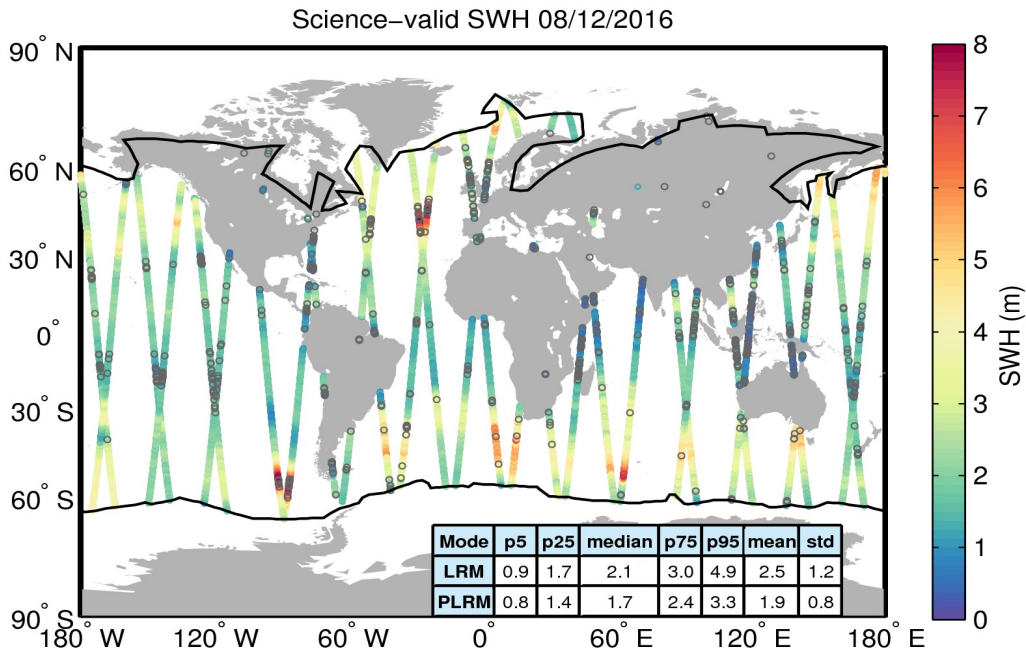 Science−valid SWH 08/12/2016
90° N
60° N
30° N
0°
30° S
60° S
90° S
180° W
120° W
60° W
0°
60° E
120° E
180° E
Mode p5 p25 median p75 p95 mean std
LRM 0.9 1.7 2.1 3.0 4.9 2.5 1.2
PLRM 0.8 1.4 1.7 2.4 3.3 1.9 0.8
8
7
6
5
4
3
2
1
0
SWH (m)